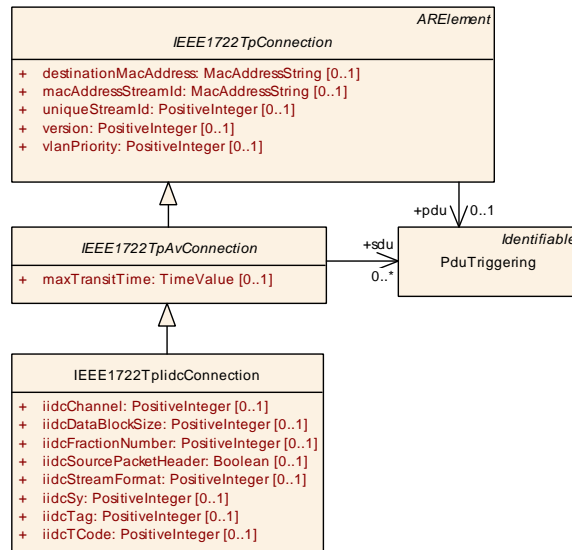 ARElement
IEEE1722TpConnection
+ destinationMacAddress: MacAddressString [0..1]
+ macAddressStreamId: MacAddressString [0..1]
+ uniqueStreamId: PositiveInteger [0..1]
+ version: PositiveInteger [0..1]
+ vlanPriority: PositiveInteger [0..1]
+pdu 0..1
IEEE1722TpAvConnection
+ maxTransitTime: TimeValue [0..1]
+sdu
0..*
Identifiable
PduTriggering
IEEE1722TpIidcConnection
+ iidcChannel: PositiveInteger [0..1]
+ iidcDataBlockSize: PositiveInteger [0..1]
+ iidcFractionNumber: PositiveInteger [0..1]
+ iidcSourcePacketHeader: Boolean [0..1]
+ iidcStreamFormat: PositiveInteger [0..1]
+ iidcSy: PositiveInteger [0..1]
+ iidcTag: PositiveInteger [0..1]
+ iidcTCode: PositiveInteger [0..1]